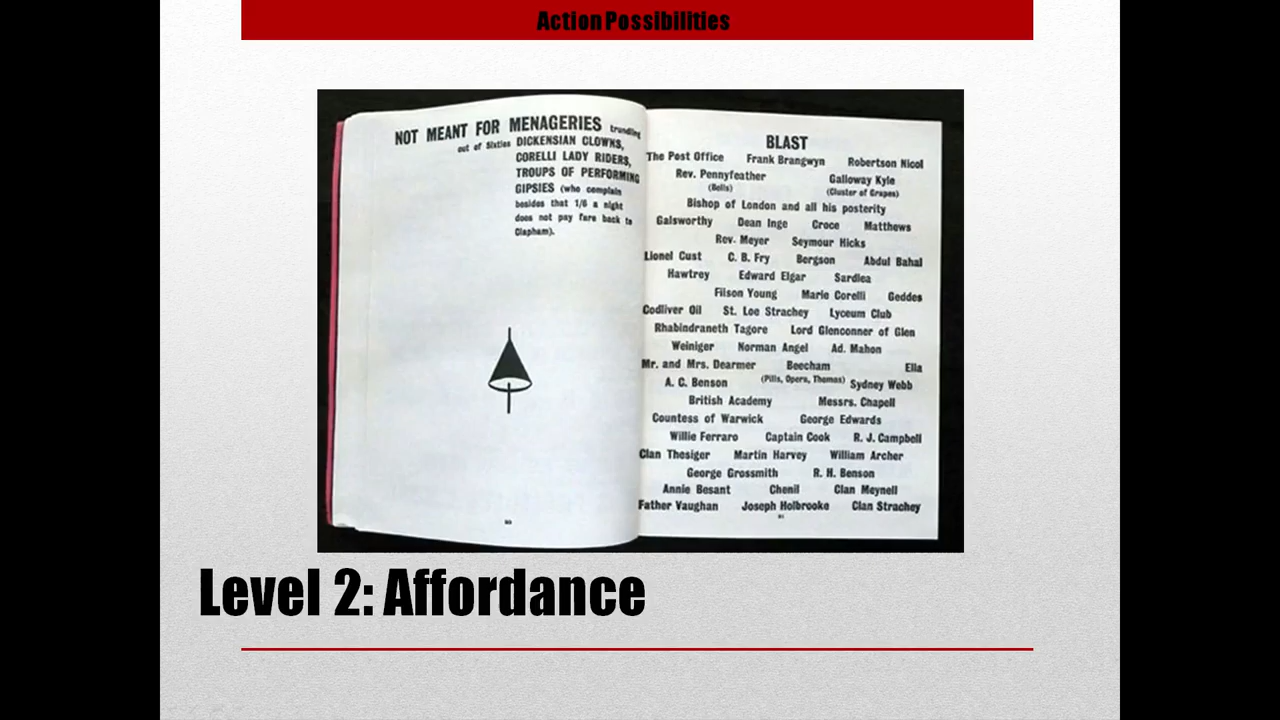 Action Possibilities
NOT MEANT FOR MENAGERIES trundling
out of Sixties DICKENSIAN CLOWNS,
CORELLI LADY RIDERS,
TROUPS OF PERFORMING
GIPSIES (who complain
besides that 1/6 a night
does not pay fare back to
Clapham).
BLAST
The Post Office Frank Brangwyn Robertson Nicol
Rev. Pennyfeather Galloway Kyle
(Bells) (Cluster of Grapes)
Bishop of London and all his posterity
Galsworthy Dean Inge Croce Matthews
Rev. Meyer Seymour Hicks
Lionel Cust C. B. Fry Bergson Abdul Bahai
Hawtrey Edward Elgar Sardlea
Filson Young Marie Corelli Geddes
Codliver Oil St. Loe Strachey Lyceum Club
Rhabindraneth Tagore Lord Glenconner of Glen
Weiniger Norman Angel Ad. Mahon
Mr. and Mrs. Dearmer Beecham Ella
A. C. Benson (Pills, Opera, Thomas) Sydney Webb
British Academy Messrs. Chapell
Countess of Warwick George Edwards
Willie Ferraro Captain Cook R. J. Campbell
Clan Thesiger Martin Harvey William Archer
George Grossmith R. H. Benson
Annie Besant Chenil Clan Meynell
Father Vaughan Joseph Holbrooke Clan Strachey
Level 2: Affordance